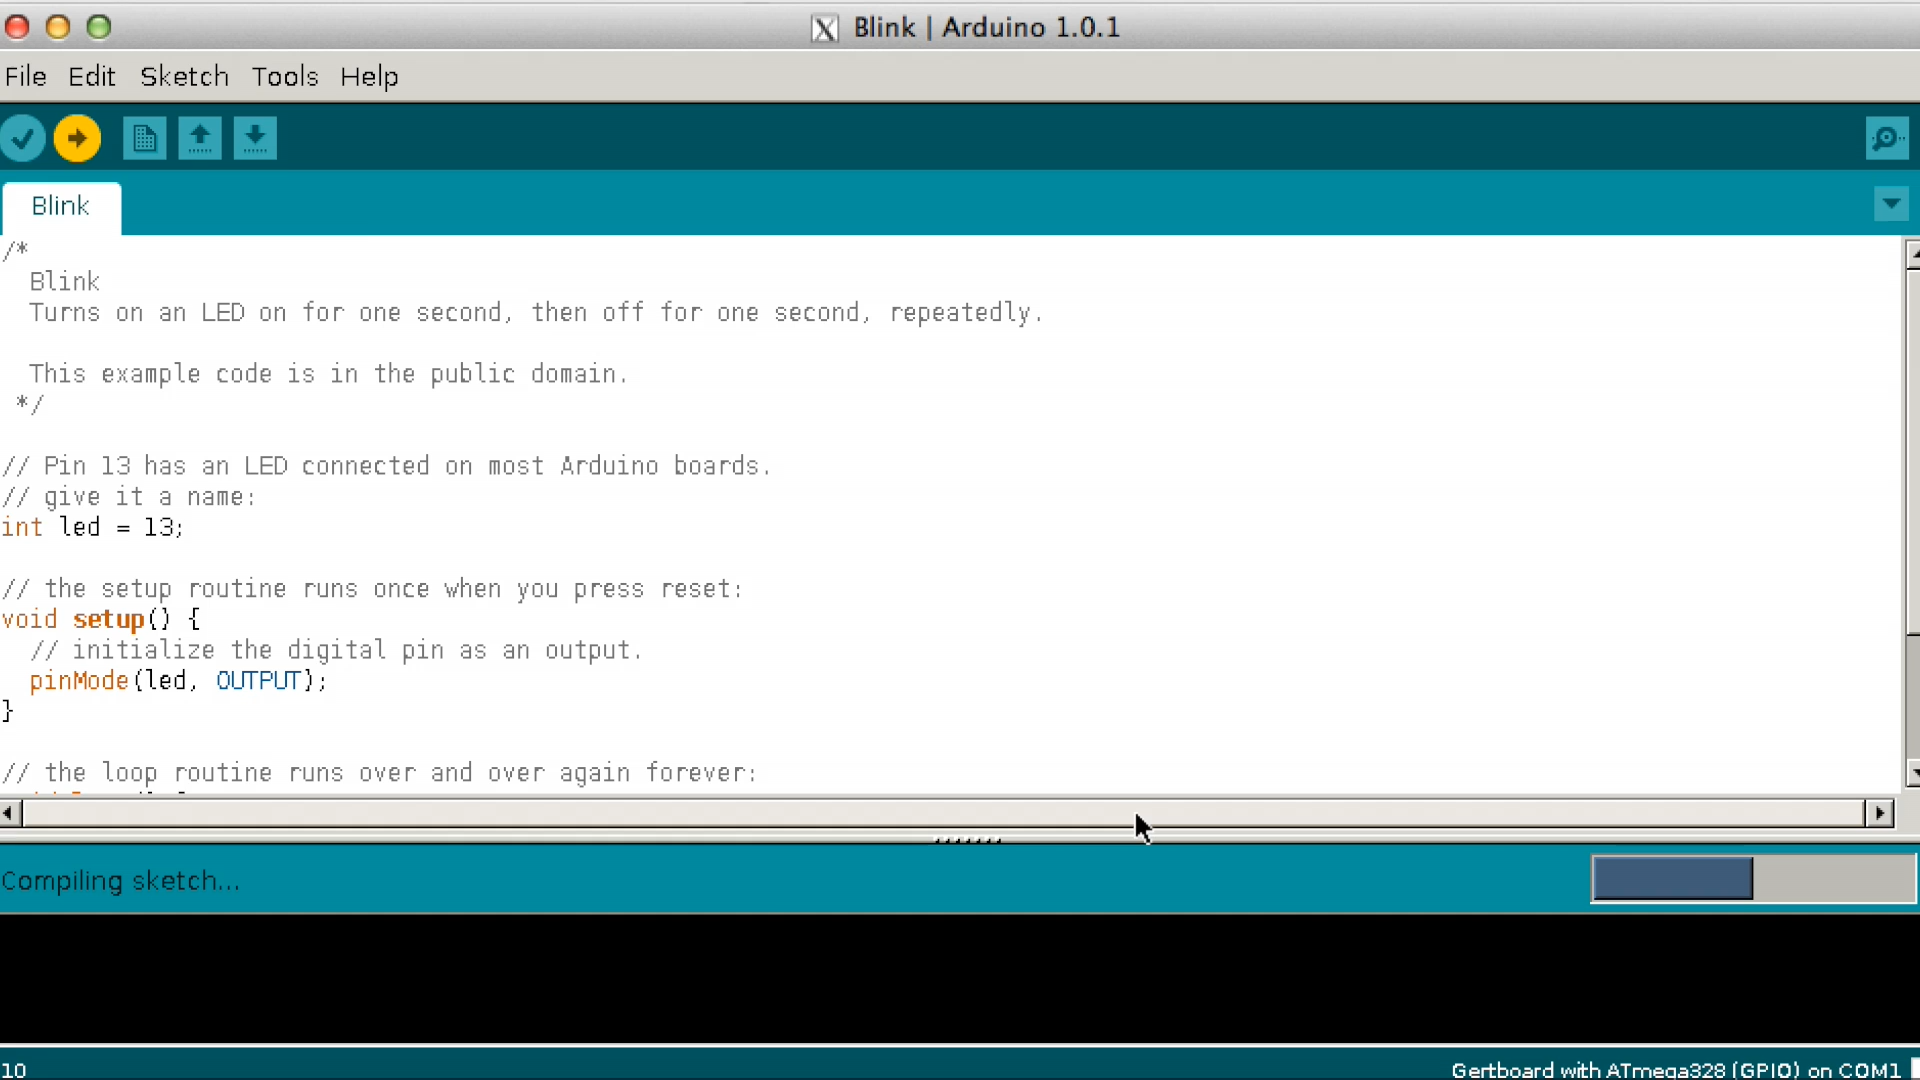 Blink | Arduino 1.0.1
File Edit Sketch Tools Help
Blink
/*
Blink
Turns on an LED on for one second, then off for one second, repeatedly.
This example code is in the public domain.
*/
// Pin 13 has an LED connected on most Arduino boards.
// give it a name:
int led = 13;
// the setup routine runs once when you press reset:
void setup() {
// initialize the digital pin as an output.
pinMode(led, OUTPUT);
}
// the loop routine runs over and over again forever:
Compiling sketch...
10
Gertboard with ATmega328 (GPIO) on COM1